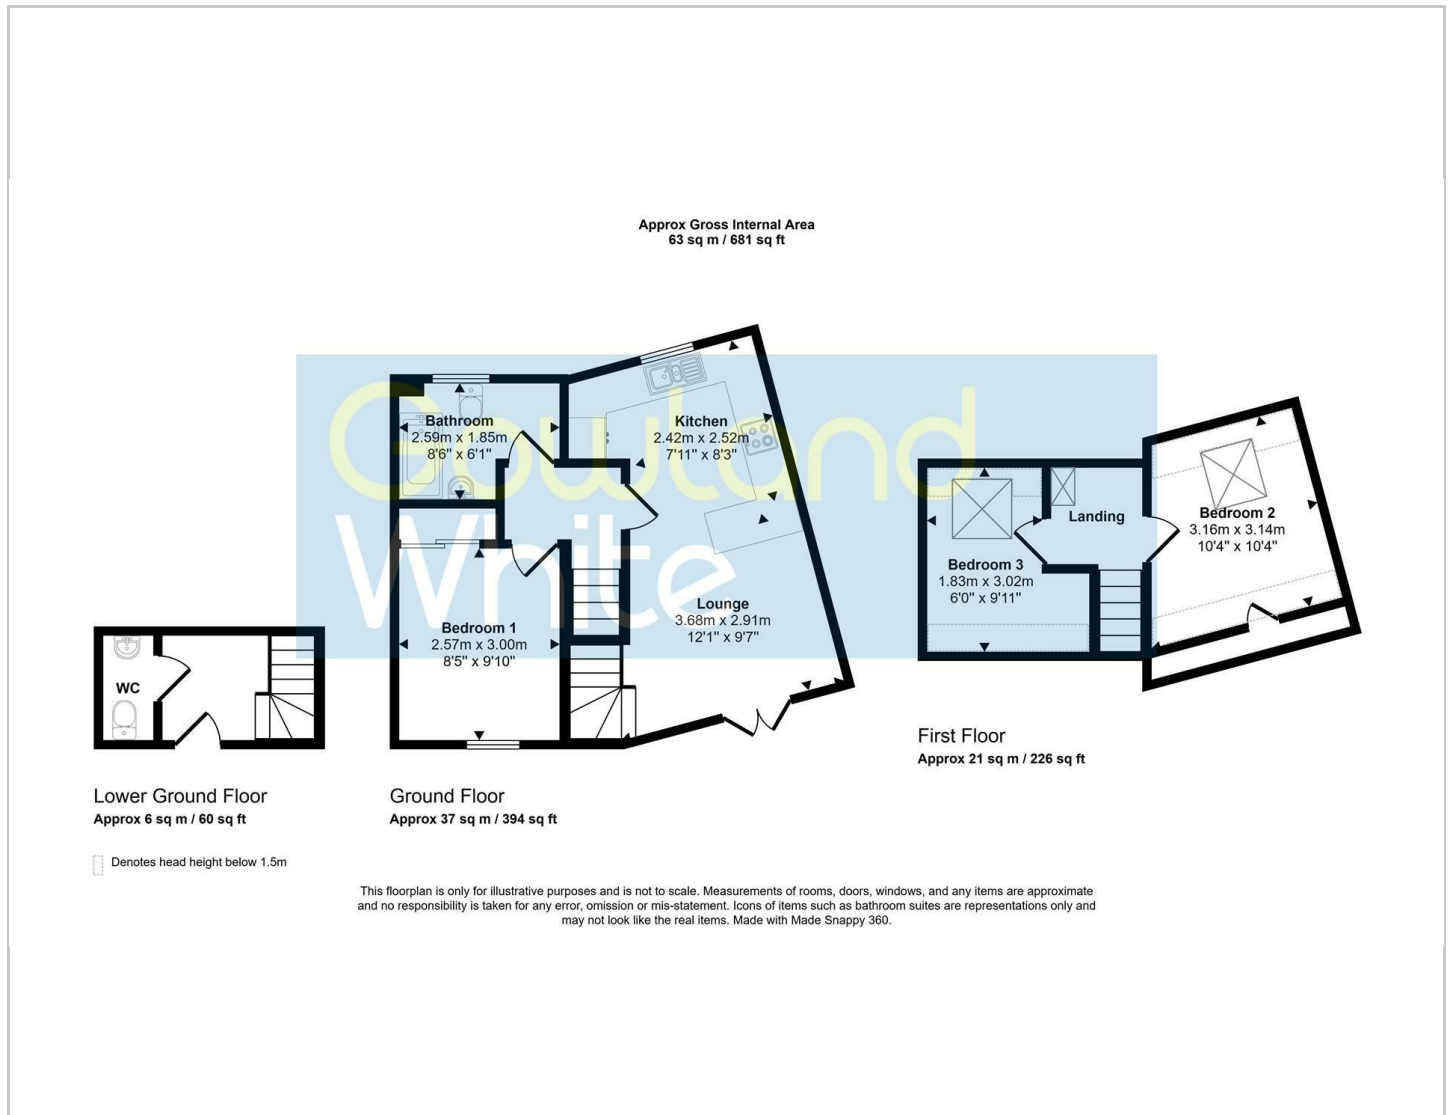 Approx Gross Internal Area
63 sq m / 681 sq ft
Gowland
White
Bathroom
2.59m x 1.85m
8'6" x 6'1"
Kitchen
2.42m x 2.52m
7'11" x 8'3"
Bedroom 1
2.57m x 3.00m
8'5" x 9'10"
Lounge
3.68m x 2.91m
12'1" x 9'7"
WC
Landing
Bedroom 2
3.16m x 3.14m
10'4" x 10'4"
Bedroom 3
1.83m x 3.02m
6'0" x 9'11"
Lower Ground Floor
Approx 6 sq m / 60 sq ft
Ground Floor
Approx 37 sq m / 394 sq ft
First Floor
Approx 21 sq m / 226 sq ft
Denotes head height below 1.5m
This floorplan is only for illustrative purposes and is not to scale. Measurements of rooms, doors, windows, and any items are approximate
and no responsibility is taken for any error, omission or mis-statement. Icons of items such as bathroom suites are representations only and
may not look like the real items. Made with Made Snappy 360.